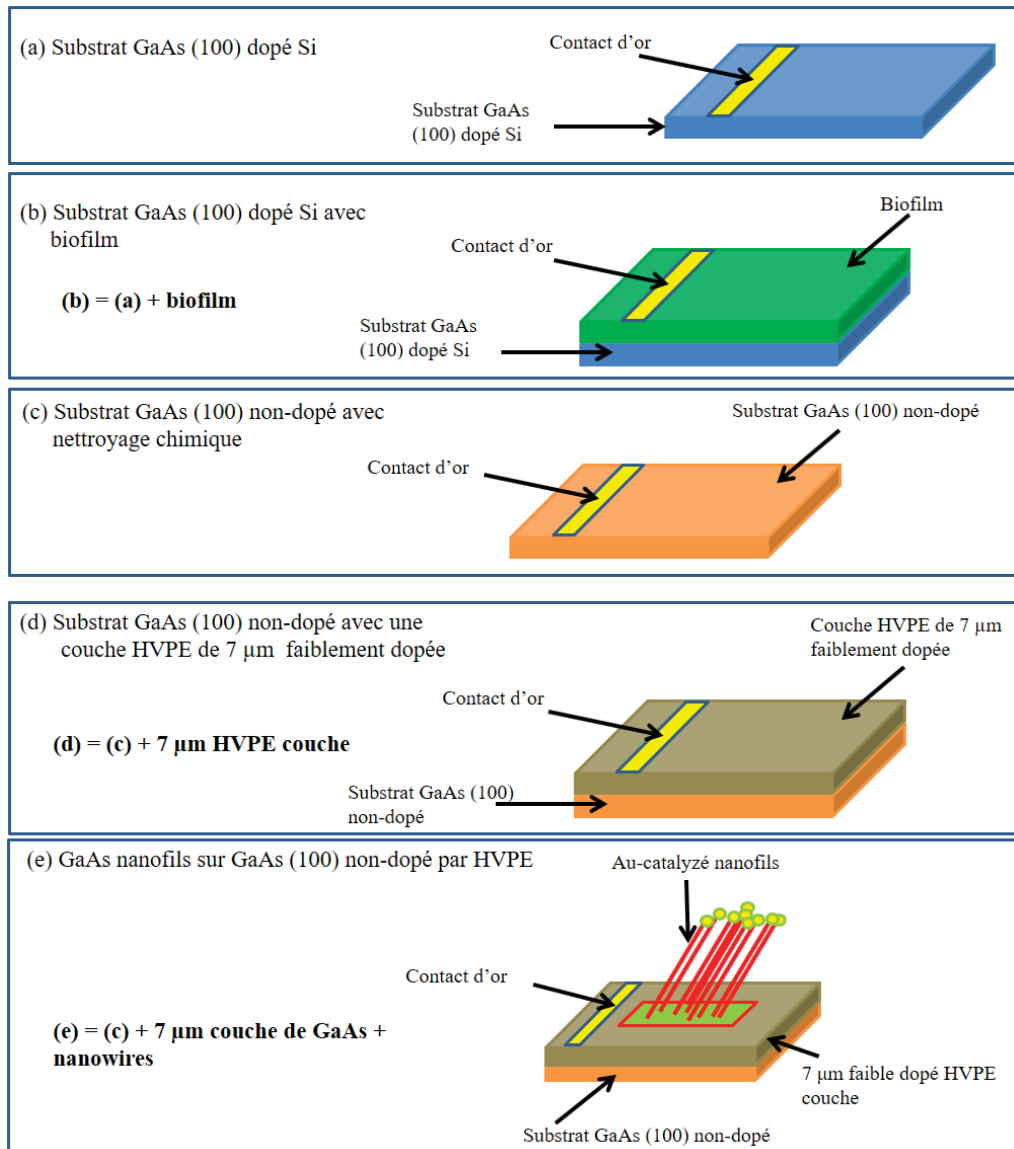 (a) Substrat GaAs (100) dopé Si
Contact d’or
Substrat GaAs
(100) dopé Si
(b) Substrat GaAs (100) dopé Si avec
biofilm
Biofilm
Contact d’or
(b) = (a) + biofilm
Substrat GaAs
(100) dopé Si
(c) Substrat GaAs (100) non-dopé avec
nettroyage chimique
Substrat GaAs (100) non-dopé
Contact d’or
(d) Substrat GaAs (100) non-dopé avec une
couche HVPE de 7 µm faiblement dopée
Couche HVPE de 7 µm
faiblement dopée
Contact d’or
(d) = (c) + 7 µm HVPE couche
Substrat GaAs (100)
non-dopé
(e) GaAs nanofils sur GaAs (100) non-dopé par HVPE
Au-catalyzé nanofils
Contact d’or
(e) = (c) + 7 µm couche de GaAs +
nanowires
7 µm faible dopé HVPE
couche
Substrat GaAs (100) non-dopé